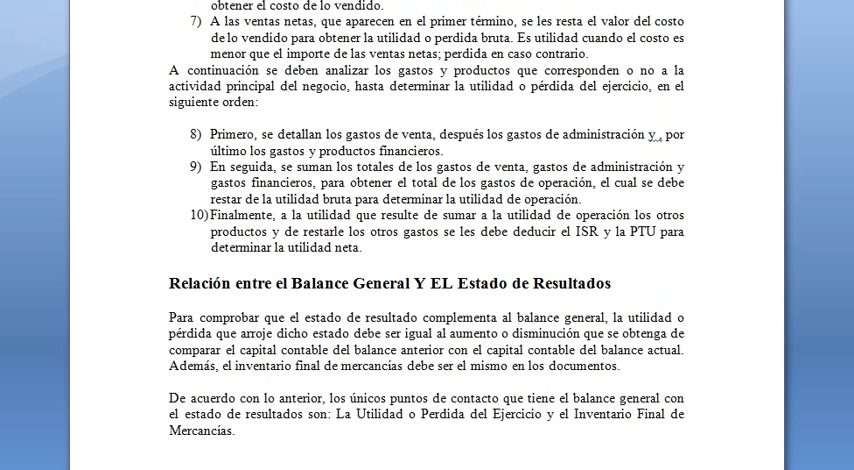 obtener el costo de lo vendido.
7) A las ventas netas, que aparecen en el primer término, se les resta el valor del costo
de lo vendido para obtener la utilidad o perdida bruta. Es utilidad cuando el costo es
menor que el importe de las ventas netas; perdida en caso contrario.
A continuación se deben analizar los gastos y productos que corresponden o no a la
actividad principal del negocio, hasta determinar la utilidad o pérdida del ejercicio, en el
siguiente orden:
8) Primero, se detallan los gastos de venta, después los gastos de administración y , por
último los gastos y productos financieros.
9) En seguida, se suman los totales de los gastos de venta, gastos de administración y
gastos financieros, para obtener el total de los gastos de operación, el cual se debe
restar de la utilidad bruta para determinar la utilidad de operación.
10)Finalmente, a la utilidad que resulte de sumar a la utilidad de operación los otros
productos y de restarle los otros gastos se les debe deducir el ISR y la PTU para
determinar la utilidad neta.
Relación entre el Balance General Y EL Estado de Resultados
Para comprobar que el estado de resultado complementa al balance general, la utilidad o
pérdida que arroje dicho estado debe ser igual al aumento o disminución que se obtenga de
comparar el capital contable del balance anterior con el capital contable del balance actual.
Además, el inventario final de mercancías debe ser el mismo en los documentos.
De acuerdo con lo anterior, los únicos puntos de contacto que tiene el balance general con
el estado de resultados son: La Utilidad o Perdida del Ejercicio y el Inventario Final de
Mercancías.